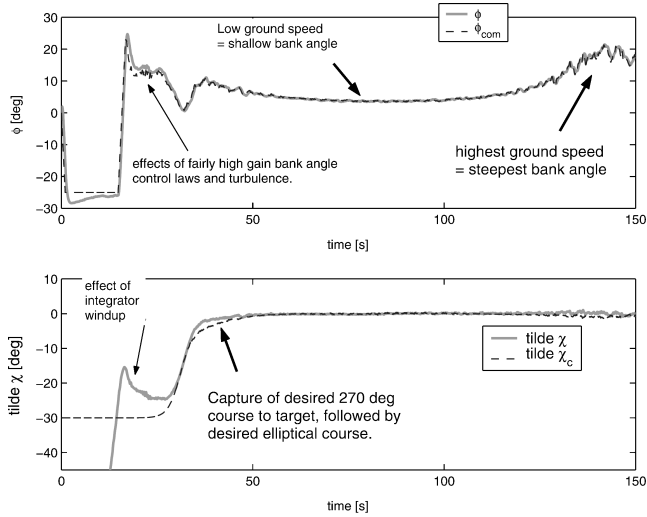 30
20
10
0
−10
−20
−30
ϕ [deg]
Low ground speed
= shallow bank angle
ϕ
ϕcom
effects of fairly high gain bank angle
control laws and turbulence.
highest ground speed
= steepest bank angle
0
50
100
150
time [s]
10
0
−10
−20
−30
−40
tilde χ [deg]
effect of
integrator
windup
tilde χ
tilde χc
Capture of desired 270 deg
course to target, followed by
desired elliptical course.
0
50
100
150
time [s]